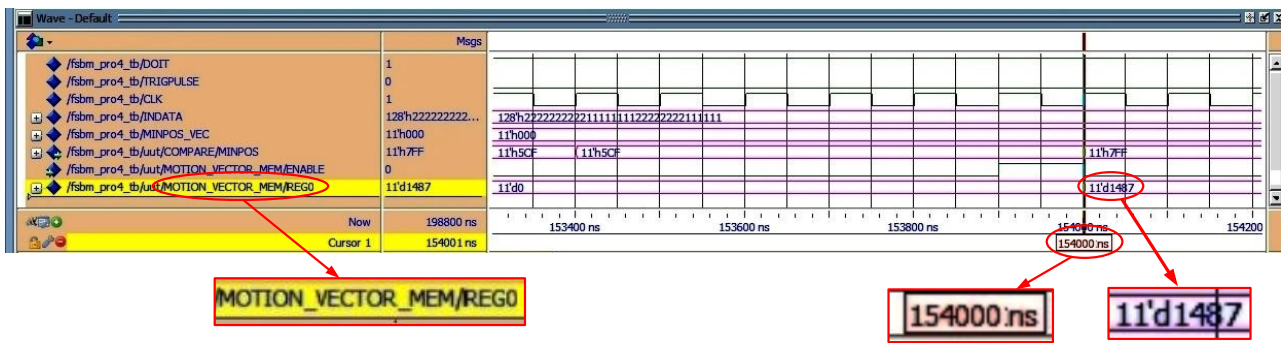 Wave - Default
Msgs
/fsbm_pro4_tb/DOIT 1
/fsbm_pro4_tb/TRIGPULSE 0
/fsbm_pro4_tb/CLK 1
/fsbm_pro4_tb/INDATA 128'h222222222... 128'h22222222221111111122222222111111
/fsbm_pro4_tb/MINPOS_VEC 11'h000 11'h000
/fsbm_pro4_tb/uut/COMPARE/MINPOS 11'h7FF 11'h5CF 11'h5CF 11'h7FF
/fsbm_pro4_tb/uut/MOTION_VECTOR_MEM/ENABLE 0
/fsbm_pro4_tb/uut/MOTION_VECTOR_MEM/REG0 11'd1487 11'd0 11'd1487
Now 198800 ns 153400 ns 153600 ns 153800 ns 154000 ns 154200
Cursor 1 154001 ns 154000 ns
/MOTION_VECTOR_MEM/REG0
154000 ns
11'd1487